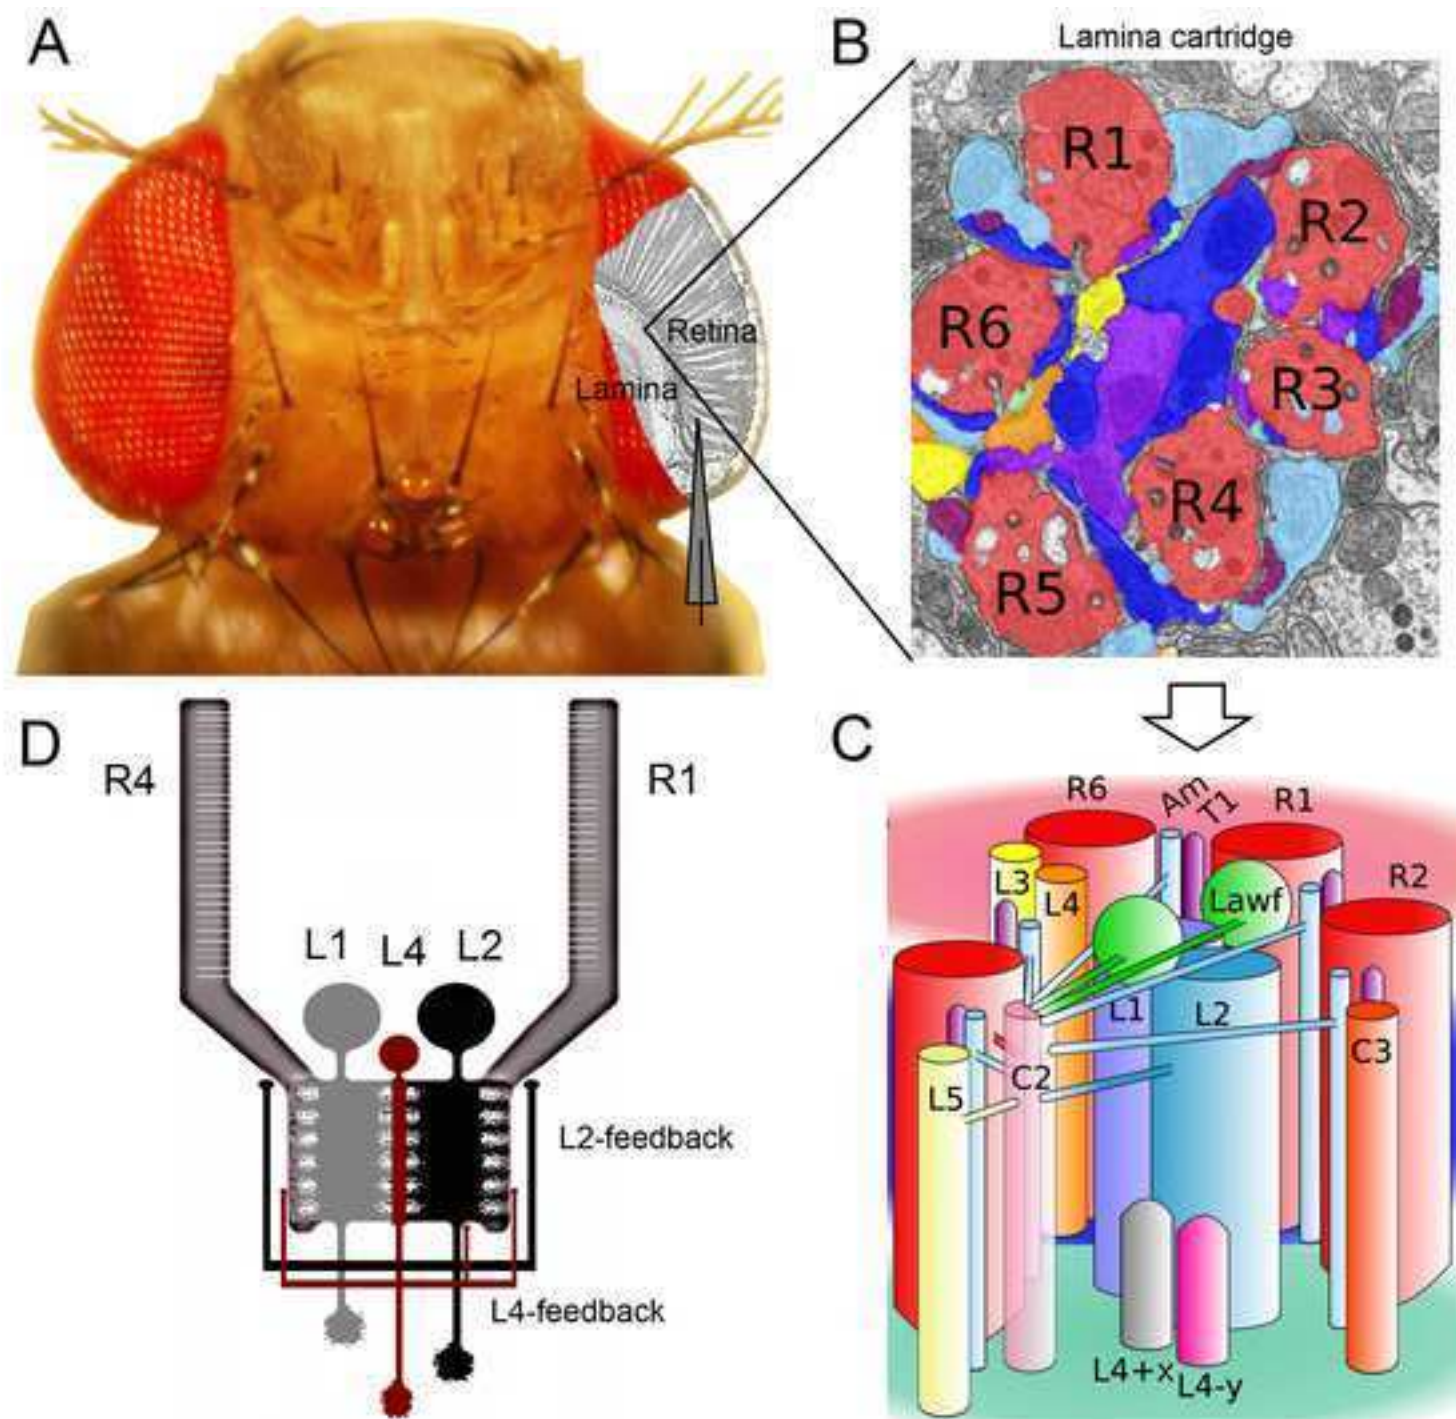 A
Retina
Lamina
B
Lamina cartridge
R1
R2
R6
R3
R4
R5
D
R4
R1
L1
L4
L2
L2-feedback
L4-feedback
C
R6
Am
T1
R1
L3
L4
Lawf
R2
L1
L2
C2
C3
L5
L4+x
L4-y